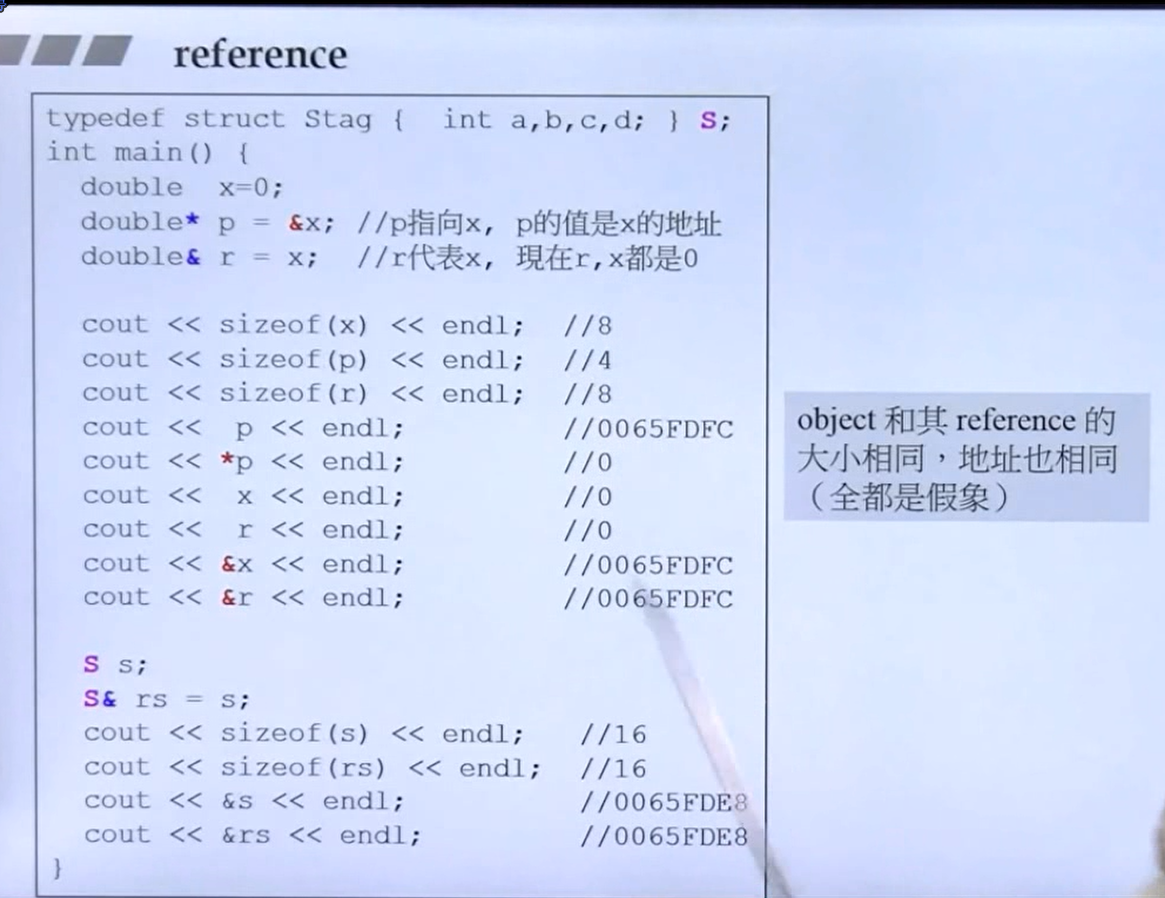 reference
typedef struct Stag {  int a,b,c,d; } S;
int main() {
  double  x=0;
  double* p = &x; //p指向x, p的值是x的地址
  double& r = x;  //r代表x, 現在r,x都是0
  cout << sizeof(x) << endl;  //8
  cout << sizeof(p) << endl;  //4
  cout << sizeof(r) << endl;  //8
  cout <<  p << endl;         //0065FDFC
  cout << *p << endl;         //0
  cout <<  x << endl;         //0
  cout <<  r << endl;         //0
  cout << &x << endl;         //0065FDFC
  cout << &r << endl;         //0065FDFC
  S s;
  S& rs = s;
  cout << sizeof(s) << endl;   //16
  cout << sizeof(rs) << endl;  //16
  cout << &s << endl;          //0065FDE8
  cout << &rs << endl;         //0065FDE8
}
object 和其 reference 的
大小相同，地址也相同
（全都是假象）